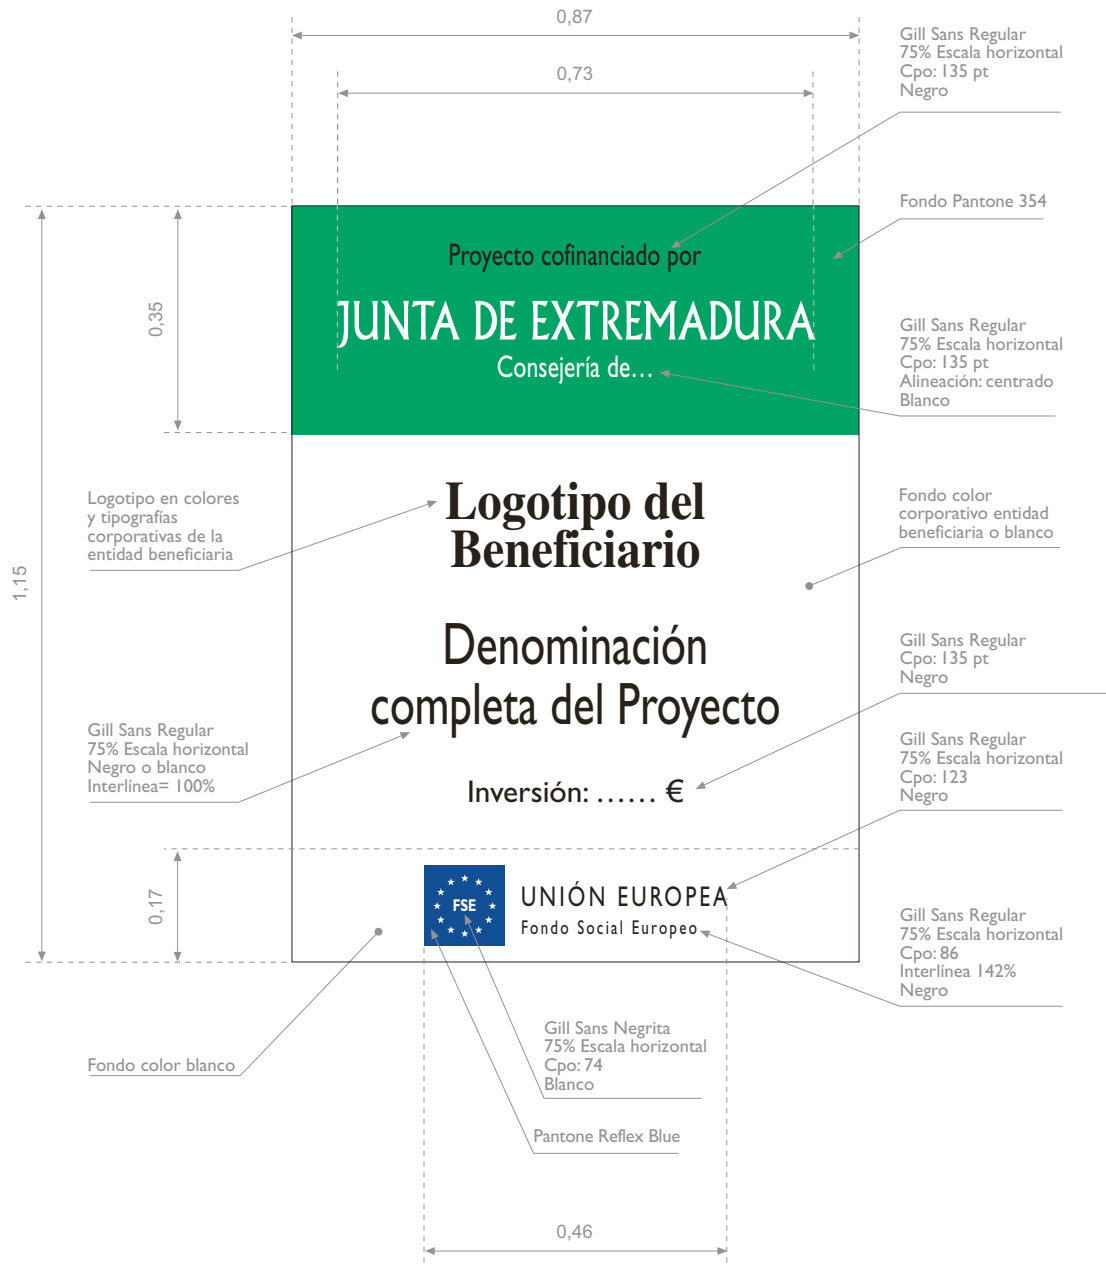 0,87
0,73
Gill Sans Regular
75% Escala horizontal
Cpo: 135 pt
Negro
Fondo Pantone 354
Proyecto cofinanciado por
JUNTA DE EXTREMADURA
Consejería de...
0,35
Gill Sans Regular
75% Escala horizontal
Cpo: 135 pt
Alineación: centrado
Blanco
Logotipo en colores
y tipografías
corporativas de la
entidad beneficiaria
Logotipo del
Beneficiario
Fondo color
corporativo entidad
beneficiaria o blanco
1,15
Denominación
completa del Proyecto
Gill Sans Regular
Cpo: 135 pt
Negro
Gill Sans Regular
75% Escala horizontal
Negro o blanco
Interlínea= 100%
Inversión: ...... €
Gill Sans Regular
75% Escala horizontal
Cpo: 123
Negro
0,17
FSE
UNIÓN EUROPEA
Fondo Social Europeo
Gill Sans Regular
75% Escala horizontal
Cpo: 86
Interlínea 142%
Negro
Fondo color blanco
Gill Sans Negrita
75% Escala horizontal
Cpo: 74
Blanco
Pantone Reflex Blue
0,46